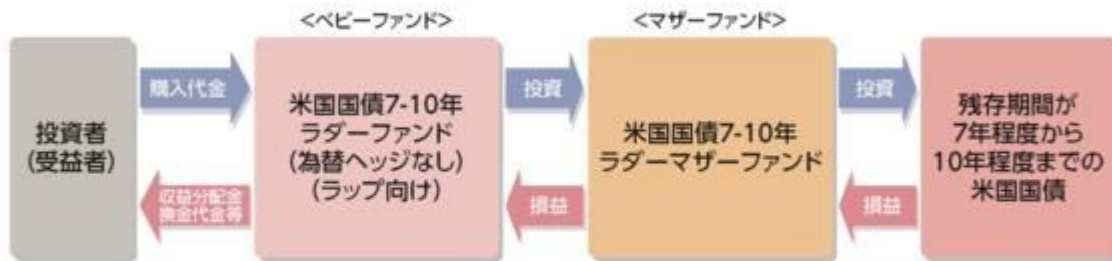 <ベビーファンド>
<マザーファンド>
投資者
(受益者)
購入代金
収益分配金
換金代金等
米国国債7-10年
ラダーファンド
(為替ヘッジなし)
(ラップ向け)
投資
損益
米国国債7-10年
ラダーマザーファンド
投資
損益
残存期間が
7年程度から
10年程度までの
米国国債